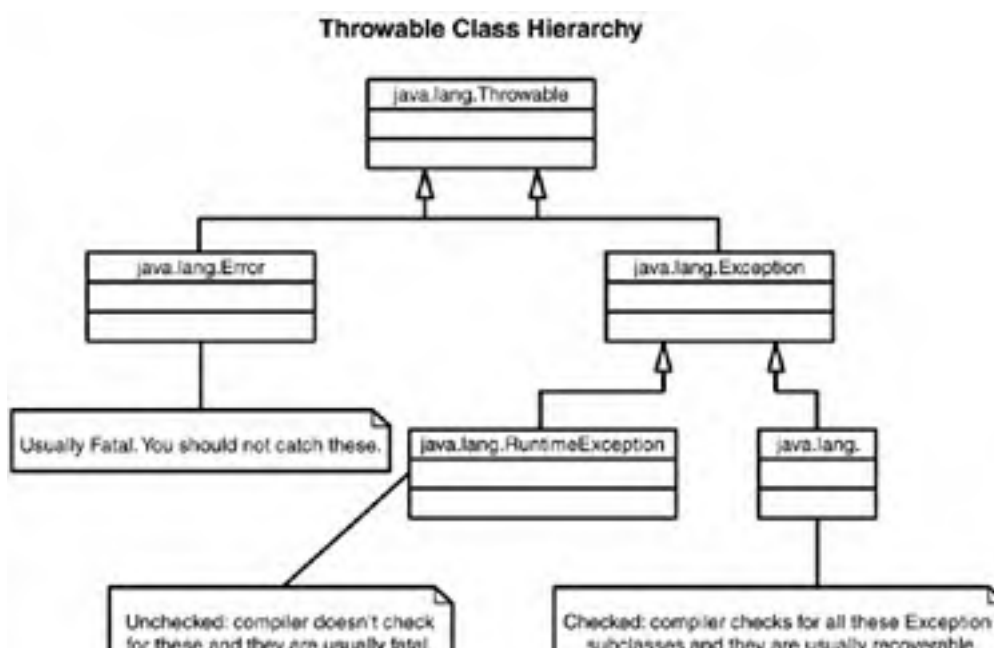 Throwable Class Hierarchy
java.lang.Throwable
java.lang.Error
java.lang.Exception
Usually Fatal. You should not catch these.
java.lang.RuntimeException
java.lang.
Unchecked: compiler doesn't check
for these and they are usually fatal.
Checked: compiler checks for all these Exception
subclasses and they are usually recoverable.